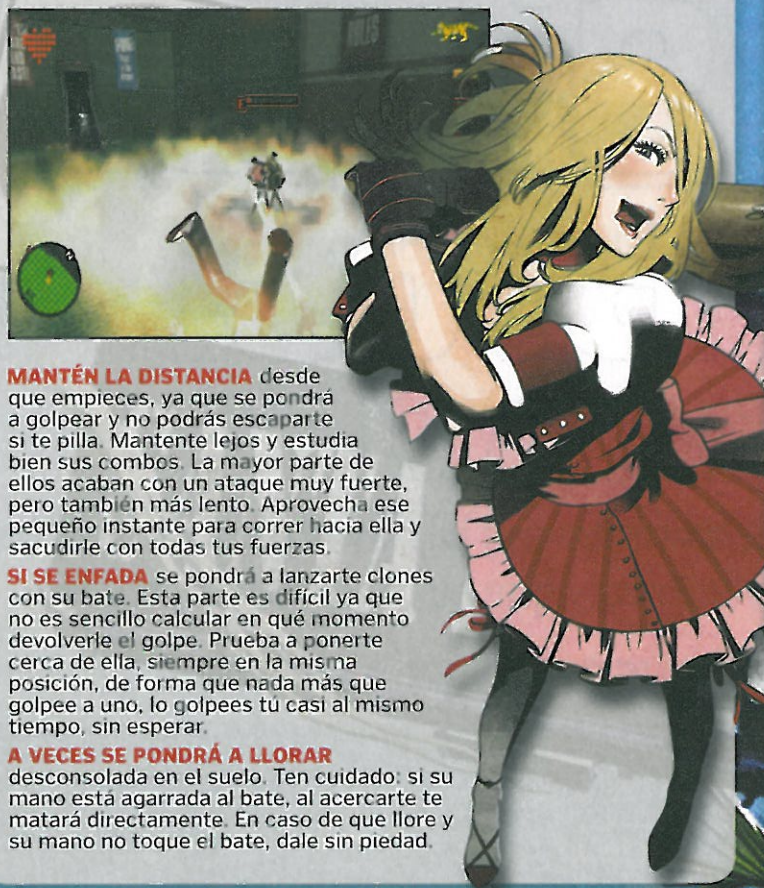 MANTÉN LA DISTANCIA desde
que empieces, ya que se pondrá
a golpear y no podrás escaparte
si te pilla. Mantente lejos y estudia
bien sus combos. La mayor parte de
ellos acaban con un ataque muy fuerte,
pero también más lento. Aprovecha ese
pequeño instante para correr hacia ella y
sacudirle con todas tus fuerzas.
SI SE ENFADA se pondrá a lanzarte clones
con su bate. Esta parte es difícil ya que
no es sencillo calcular en qué momento
devolverle el golpe. Prueba a ponerte
cerca de ella, siempre en la misma
posición, de forma que nada más que
golpee a uno, lo golpees tú casi al mismo
tiempo, sin esperar.
A VECES SE PONDRÁ A LLORAR
desconsolada en el suelo. Ten cuidado: si su
mano está agarrada al bate, al acercarte te
matará directamente. En caso de que llore y
su mano no toque el bate, dale sin piedad.